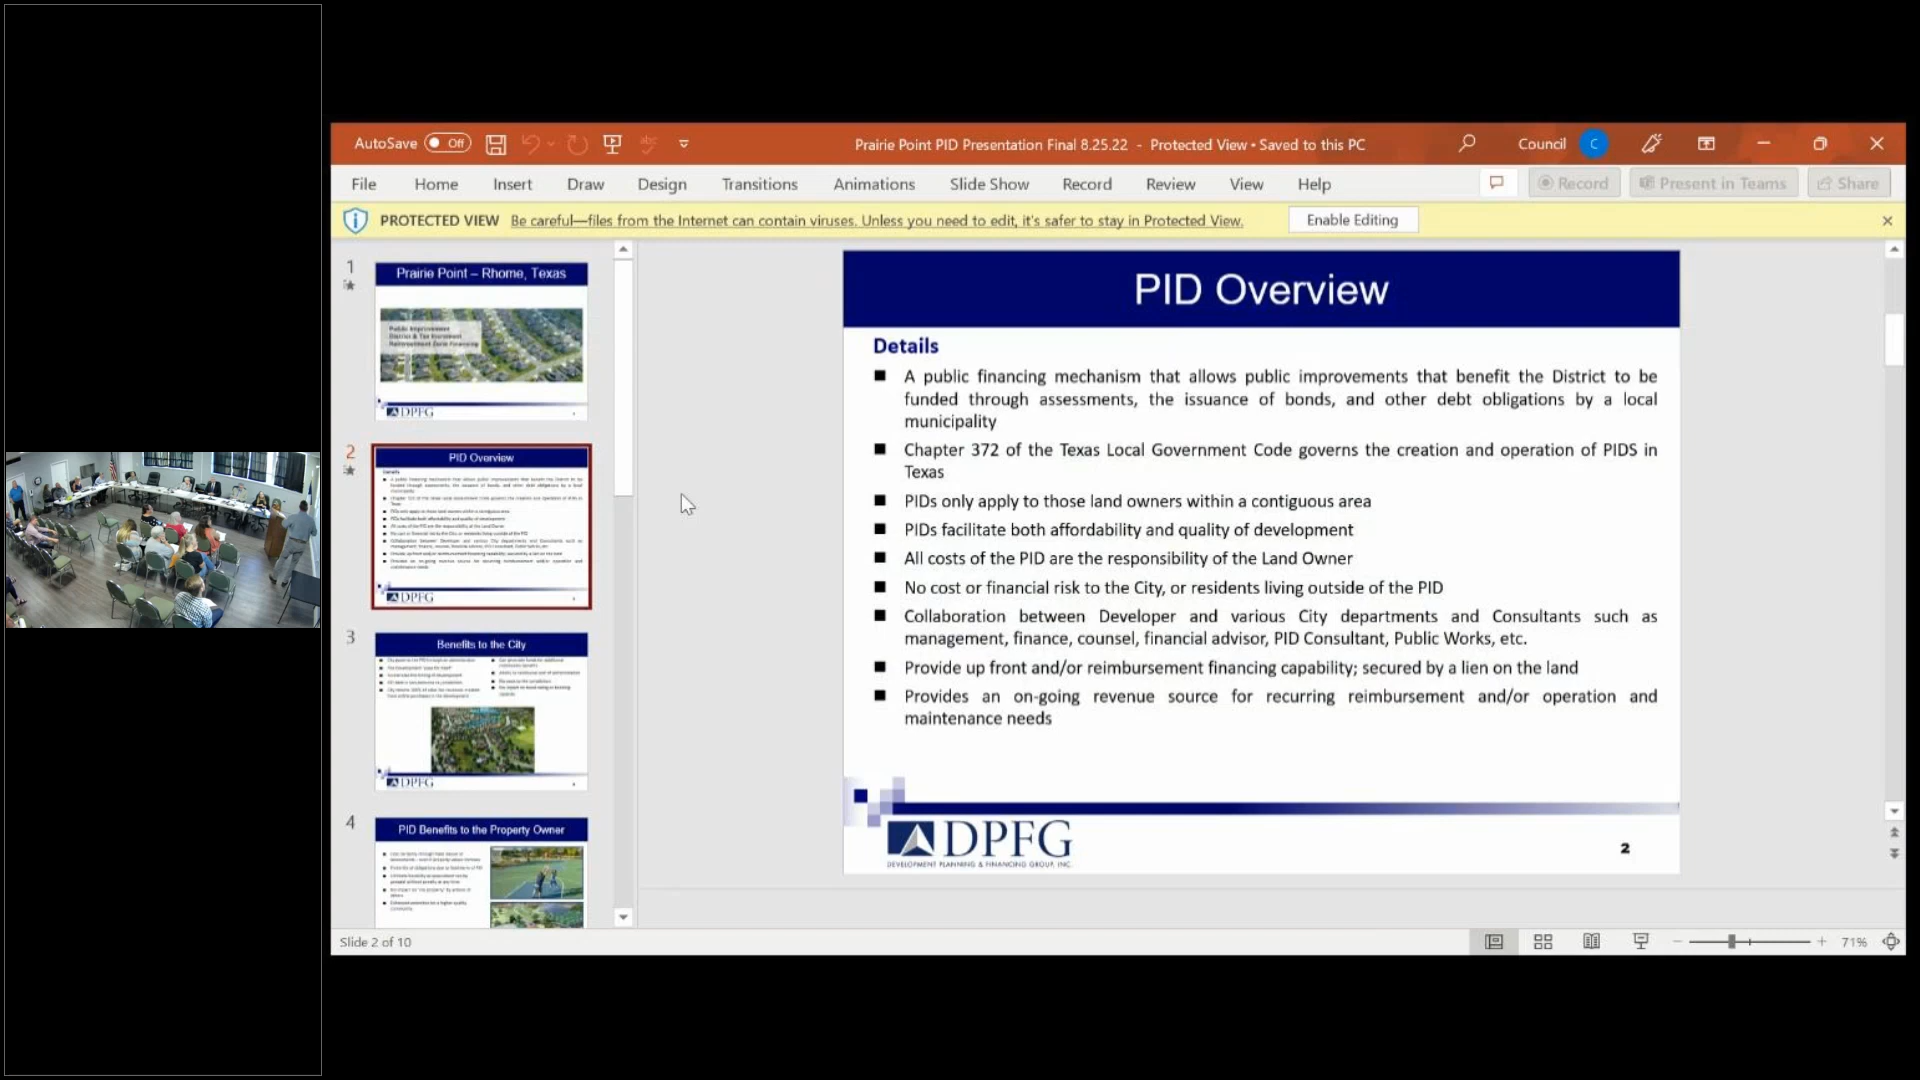 AutoSave Off
Prairie Point PID Presentation Final 8.25.22 - Protected View • Saved to this PC
Council C
File Home Insert Draw Design Transitions Animations Slide Show Record Review View Help
Record Present in Teams Share
PROTECTED VIEW Be careful—files from the Internet can contain viruses. Unless you need to edit, it's safer to stay in Protected View. Enable Editing
1
Prairie Point – Rhome, Texas
Public Improvement
District & Tax Increment
Reinvestment Zone Financing
DPFG
2
PID Overview
Details
DPFG
3
Benefits to the City
DPFG
4
PID Benefits to the Property Owner
PID Overview
Details
■ A public financing mechanism that allows public improvements that benefit the District to be
funded through assessments, the issuance of bonds, and other debt obligations by a local
municipality
■ Chapter 372 of the Texas Local Government Code governs the creation and operation of PIDS in
Texas
■ PIDs only apply to those land owners within a contiguous area
■ PIDs facilitate both affordability and quality of development
■ All costs of the PID are the responsibility of the Land Owner
■ No cost or financial risk to the City, or residents living outside of the PID
■ Collaboration between Developer and various City departments and Consultants such as
management, finance, counsel, financial advisor, PID Consultant, Public Works, etc.
■ Provide up front and/or reimbursement financing capability; secured by a lien on the land
■ Provides an on-going revenue source for recurring reimbursement and/or operation and
maintenance needs
DPFG
DEVELOPMENT PLANNING & FINANCING GROUP, INC.
2
Slide 2 of 10
71%